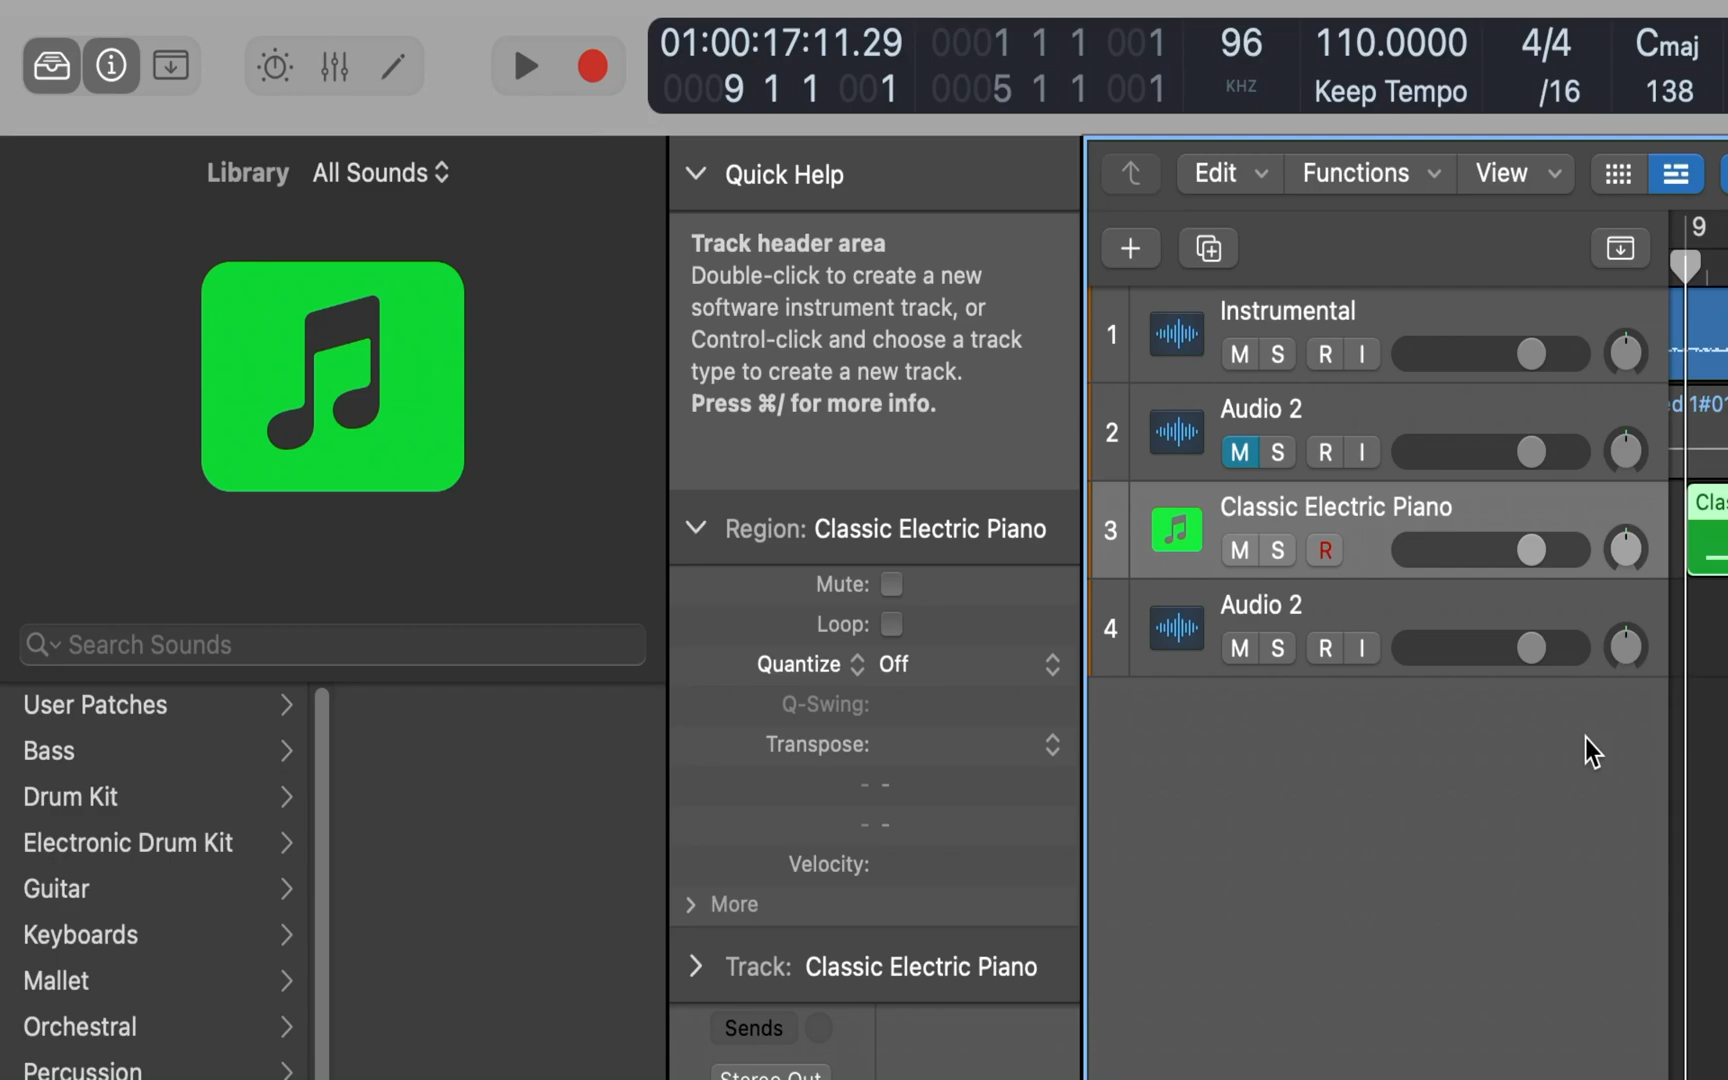 01:00:17:11.29
0009 1 1 001
0001 1 1 001
0005 1 1 001
96
KHZ
110.0000
Keep Tempo
4/4
/16
Cmaj
138
Library All Sounds
Search Sounds
User Patches
Bass
Drum Kit
Electronic Drum Kit
Guitar
Keyboards
Mallet
Orchestral
Percussion
Quick Help
Track header area
Double-click to create a new
software instrument track, or
Control-click and choose a track
type to create a new track.
Press ⌘/ for more info.
Region: Classic Electric Piano
Mute:
Loop:
Quantize Off
Q-Swing:
Transpose:
- -
- -
Velocity:
More
Track: Classic Electric Piano
Sends
Stereo Out
Edit Functions View
9
1 Instrumental
M S R I
2 Audio 2
M S R I
3 Classic Electric Piano
M S R
4 Audio 2
M S R I